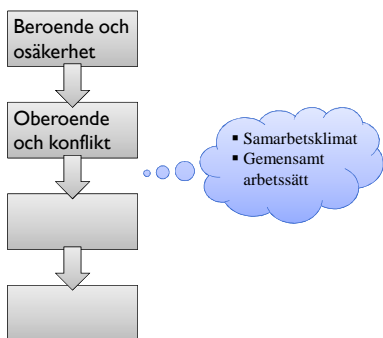 Beroende och
osäkerhet
Oberoende
och konflikt
▪ Samarbetsklimat
▪ Gemensamt
arbetssätt